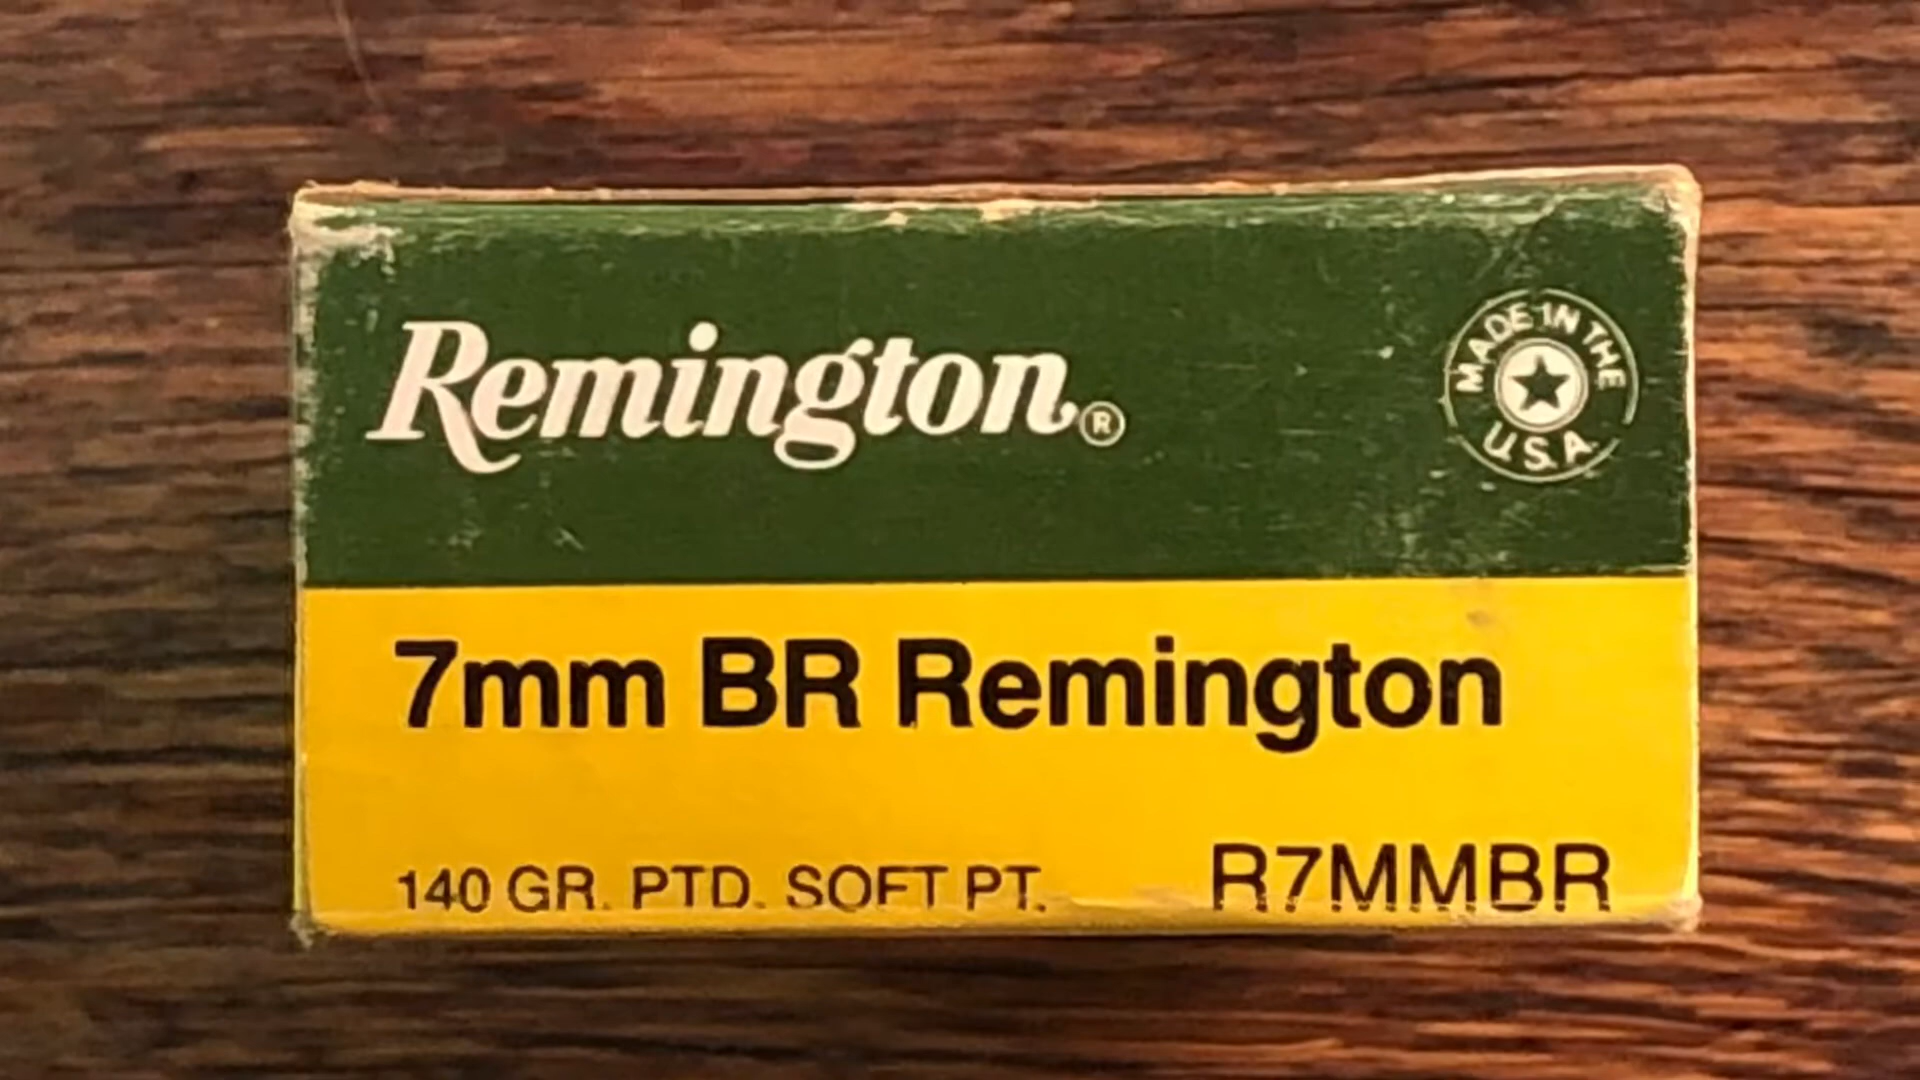 Remington®
MADE IN THE
U.S.A.
7mm BR Remington
140 GR. PTD. SOFT PT.
R7MMBR